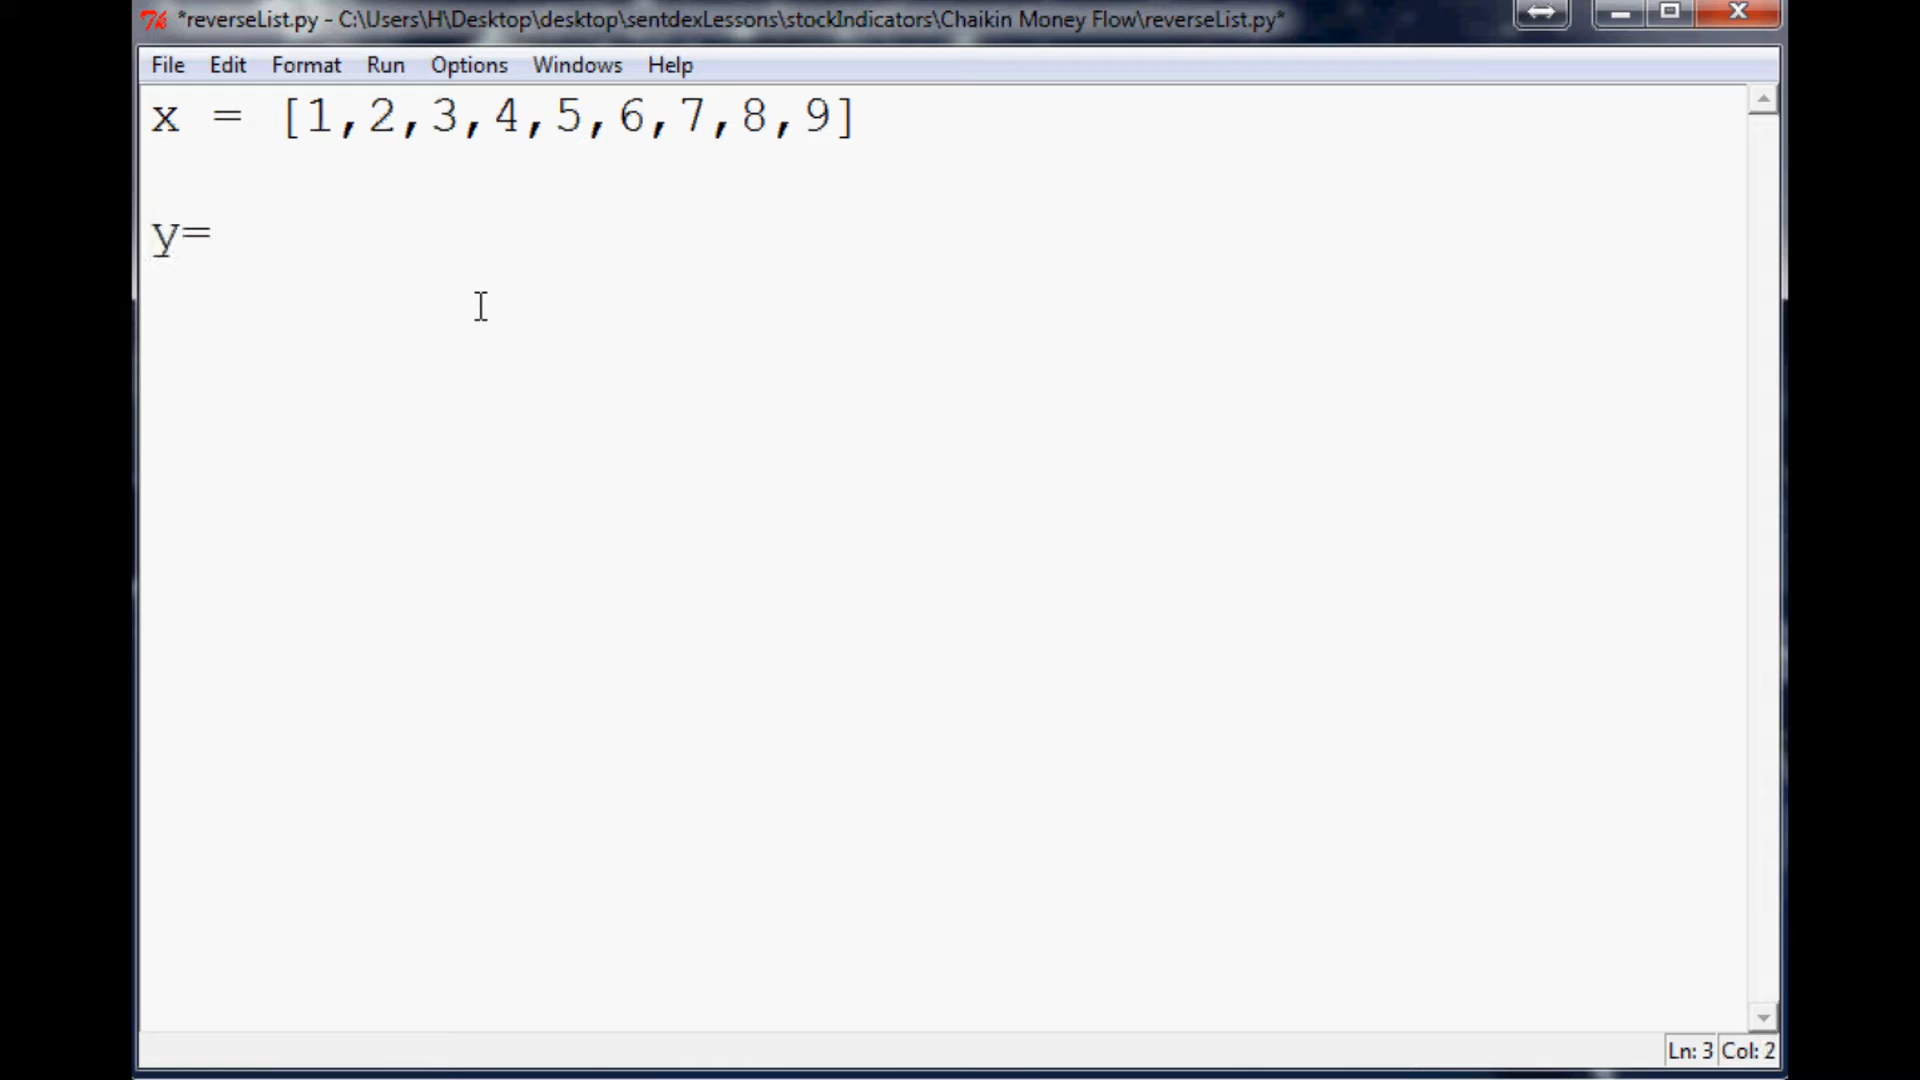 *reverseList.py - C:\Users\H\Desktop\desktop\sentdexLessons\stockIndicators\Chaikin Money Flow\reverseList.py*
File Edit Format Run Options Windows Help
x = [1,2,3,4,5,6,7,8,9]
y=
Ln: 3 Col: 2